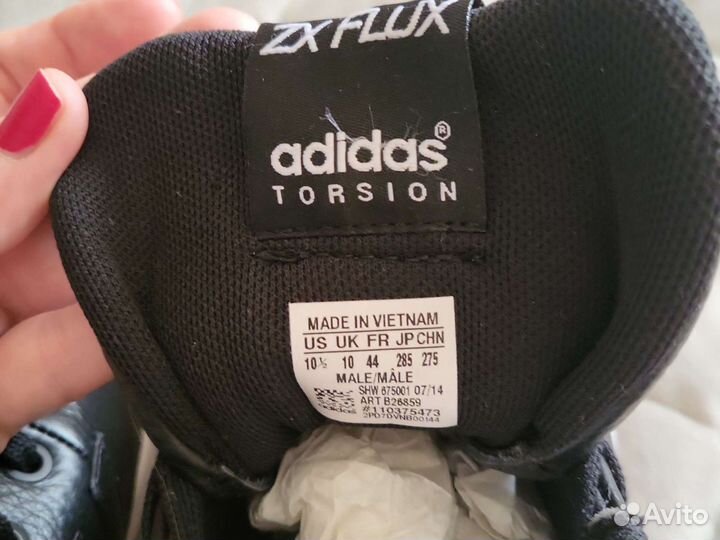 ZX FLUX
adidas®
TORSION
MADE IN VIETNAM
US UK FR JP CHN
10½ 10 44 285 275
MALE/MÂLE
SHW 675001 07/14
ART B26859
#110375473
2PD7DVNB00144
Avito